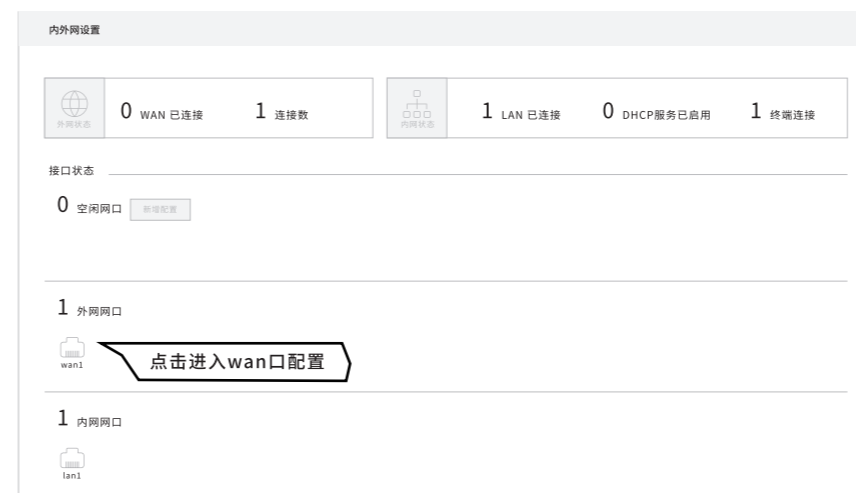 内外网设置
外网状态
0 WAN 已连接
1 连接数
内网状态
1 LAN 已连接
0 DHCP服务已启用
1 终端连接
接口状态
0 空闲网口 新增配置
1 外网网口
wan1
点击进入wan口配置
1 内网网口
lan1